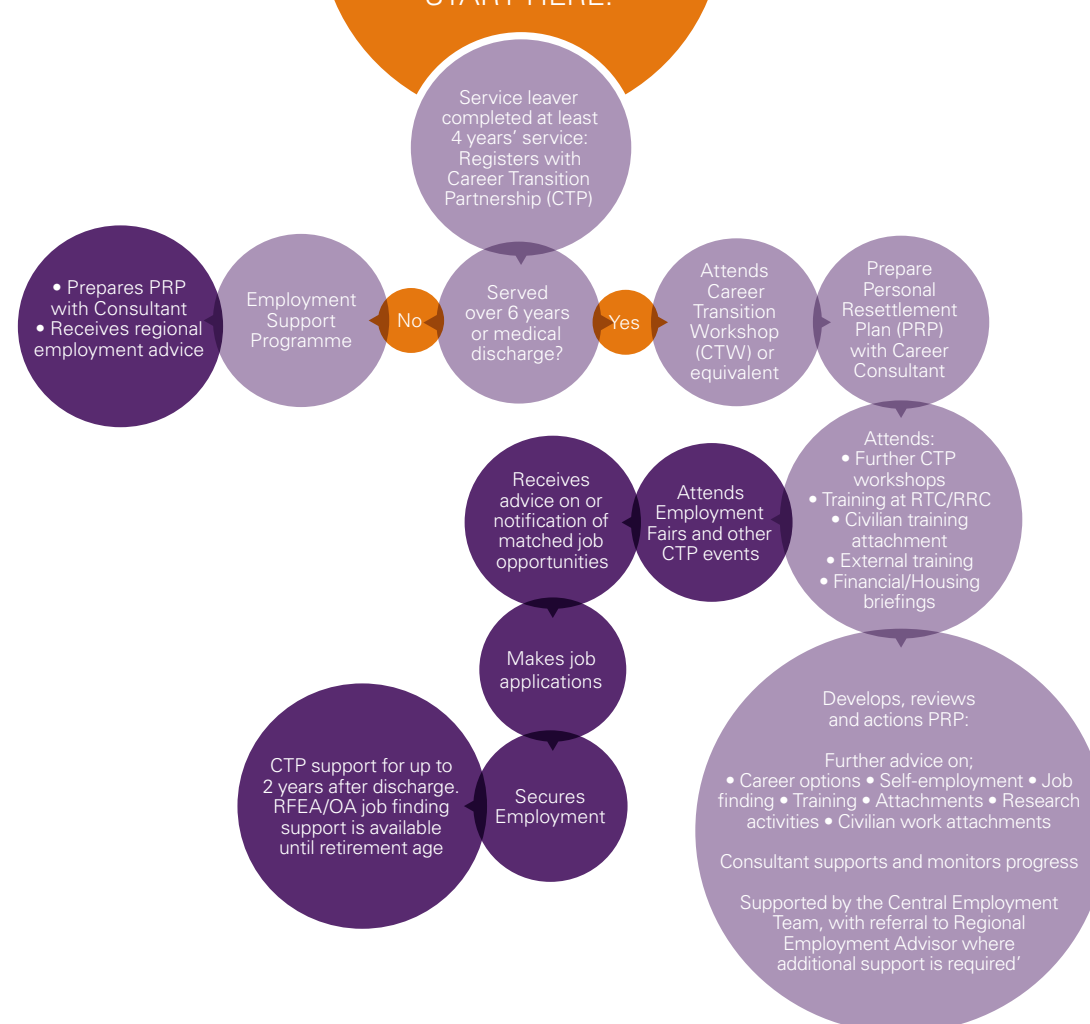 START HERE:
Service leaver
completed at least
4 years’ service:
Registers with
Career Transition
Partnership (CTP)
• Prepares PRP
with Consultant
• Receives regional
employment advice
Employment
Support
Programme
No
Served
over 6 years
or medical
discharge?
Yes
Attends
Career
Transition
Workshop
(CTW) or
equivalent
Prepare
Personal
Resettlement
Plan (PRP)
with Career
Consultant
Attends:
• Further CTP
workshops
• Training at RTC/RRC
• Civilian training
attachment
• External training
• Financial/Housing
briefings
Attends
Employment
Fairs and other
CTP events
Receives
advice on or
notification of
matched job
opportunities
Makes job
applications
Secures
Employment
CTP support for up to
2 years after discharge.
RFEA/OA job finding
support is available
until retirement age
Develops, reviews
and actions PRP:
Further advice on;
• Career options • Self-employment • Job
finding • Training • Attachments • Research
activities • Civilian work attachments
Consultant supports and monitors progress
Supported by the Central Employment
Team, with referral to Regional
Employment Advisor where
additional support is required’